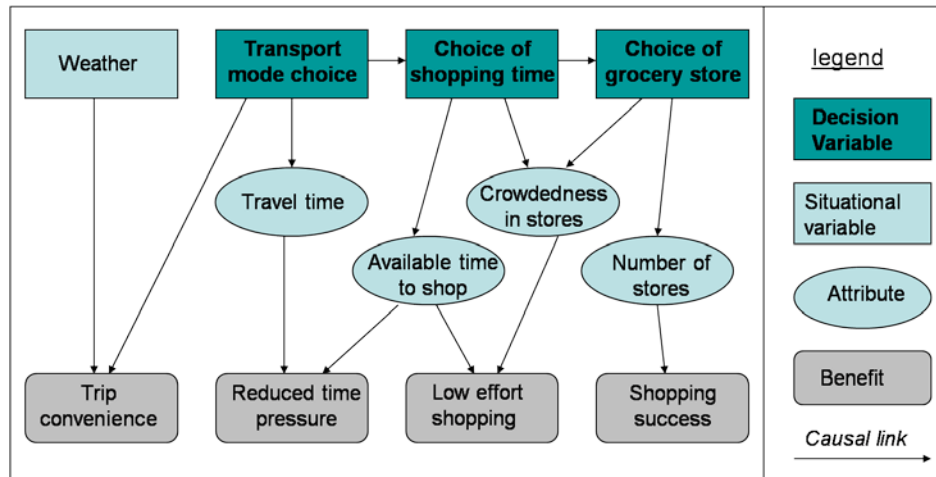 Weather
Transport
mode choice
Choice of
shopping time
Choice of
grocery store
Travel time
Crowdedness
in stores
Available time
to shop
Number of
stores
Trip
convenience
Reduced time
pressure
Low effort
shopping
Shopping
success
legend
Decision
Variable
Situational
variable
Attribute
Benefit
Causal link